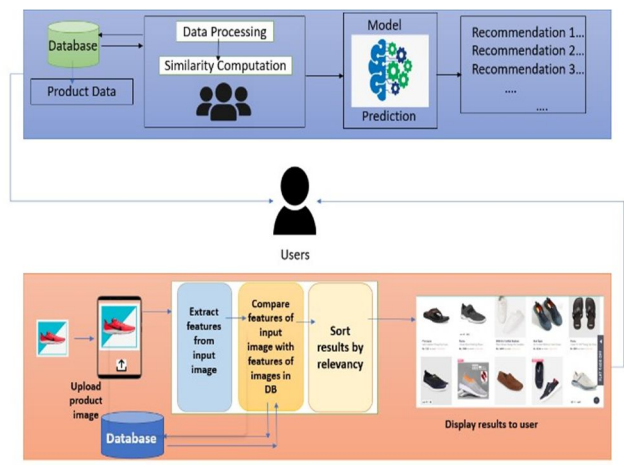 Database
Product Data
Data Processing
Similarity Computation
Model
Prediction
Recommendation 1...
Recommendation 2...
Recommendation 3...
....
....
Users
Upload
product
image
Database
Extract
features
from
input
image
Compare
features of
input
image with
features of
images in
DB
Sort
results by
relevancy
Display results to user